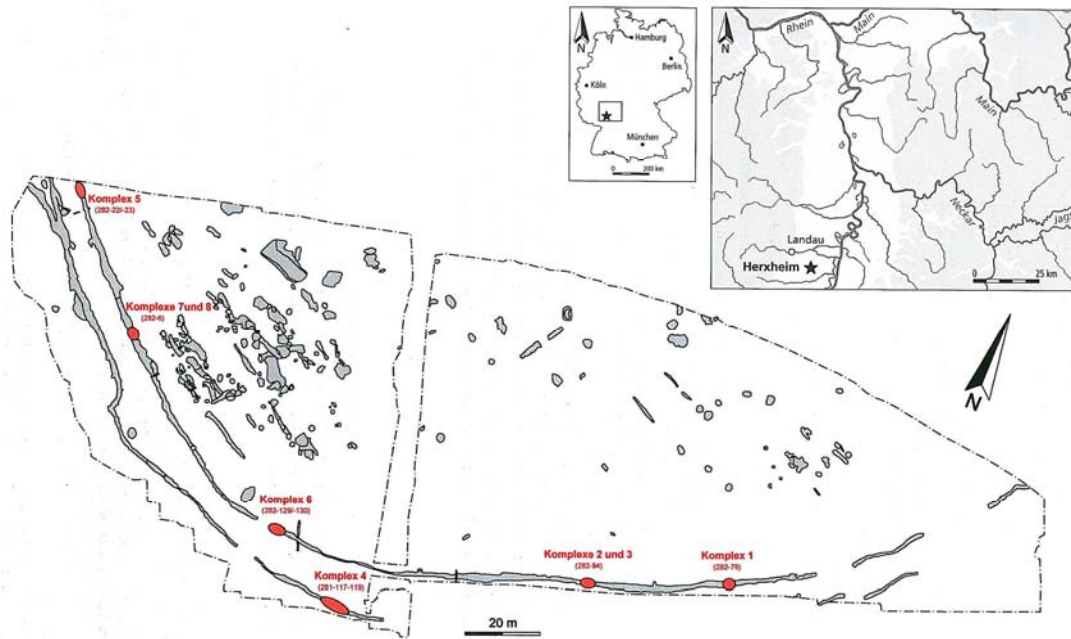 N
Hamburg
Berlin
Köln
München
0 200 km
N
Rhein
Main
Main
Neckar
Jagst
Landau
Herxheim
0 25 km
N
Komplex 5
(282-22/-23)
Komplexe 7und 8
(282-6)
Komplex 6
(282-129/-130)
Komplex 4
(281-117-119)
Komplexe 2 und 3
(282-94)
Komplex 1
(282-79)
20 m